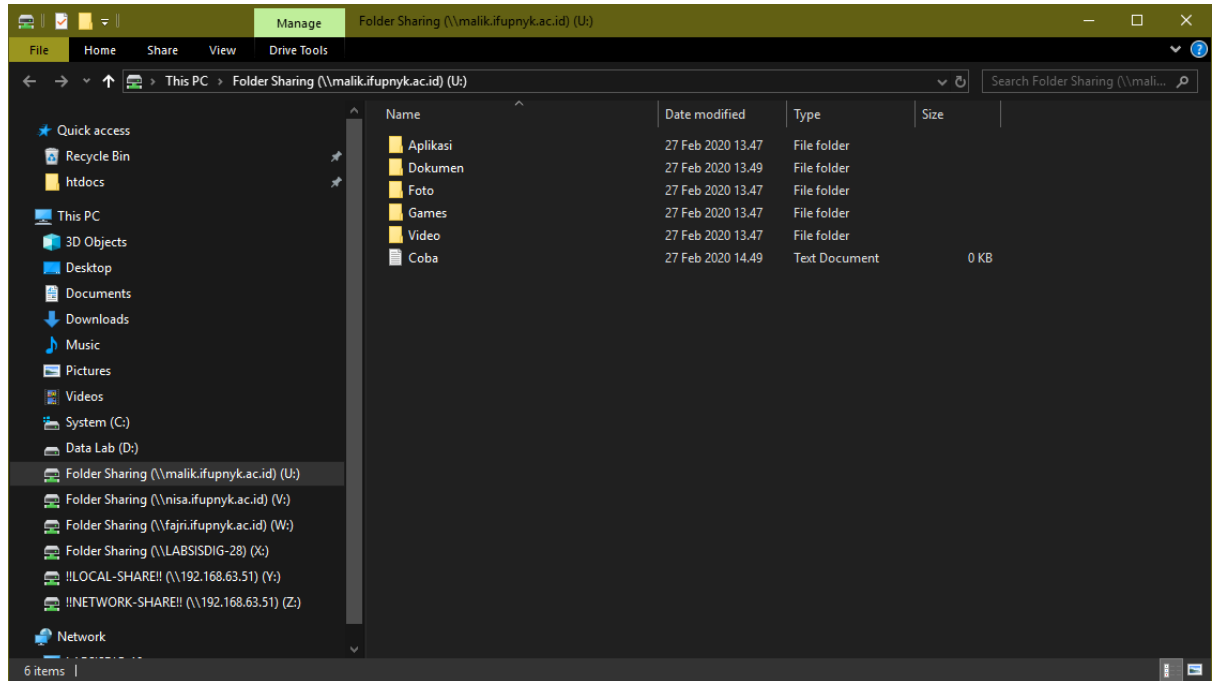 Manage Folder Sharing (\\malik.ifupnyk.ac.id) (U:)
File Home Share View Drive Tools
This PC > Folder Sharing (\\malik.ifupnyk.ac.id) (U:) Search Folder Sharing (\\mali...
Quick access
Recycle Bin
htdocs
This PC
3D Objects
Desktop
Documents
Downloads
Music
Pictures
Videos
System (C:)
Data Lab (D:)
Folder Sharing (\\malik.ifupnyk.ac.id) (U:)
Folder Sharing (\\nisa.ifupnyk.ac.id) (V:)
Folder Sharing (\\fajri.ifupnyk.ac.id) (W:)
Folder Sharing (\\LABSISDIG-28) (X:)
!!LOCAL-SHARE!! (\\192.168.63.51) (Y:)
!!NETWORK-SHARE!! (\\192.168.63.51) (Z:)
Network
Name Date modified Type Size
Aplikasi 27 Feb 2020 13.47 File folder
Dokumen 27 Feb 2020 13.49 File folder
Foto 27 Feb 2020 13.47 File folder
Games 27 Feb 2020 13.47 File folder
Video 27 Feb 2020 13.47 File folder
Coba 27 Feb 2020 14.49 Text Document 0 KB
6 items